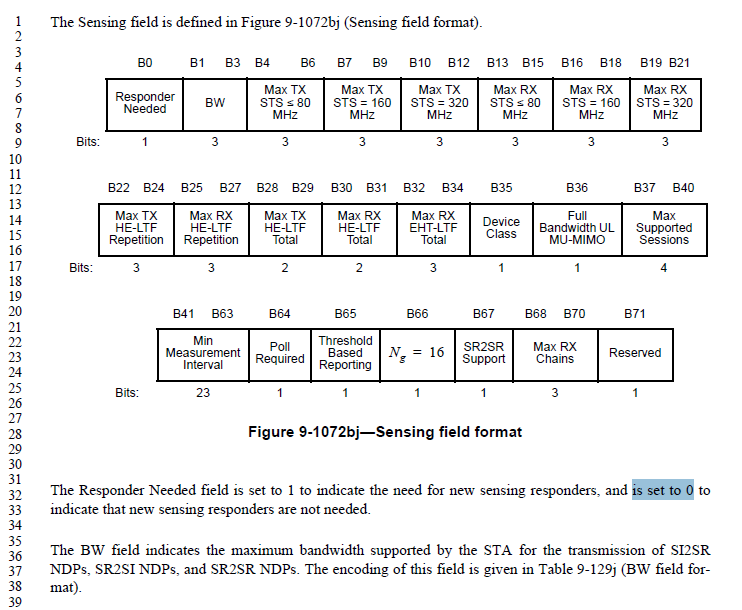 1 The Sensing field is defined in Figure 9-1072bj (Sensing field format).
2
3
4 B0 B1 B3 B4 B6 B7 B9 B10 B12 B13 B15 B16 B18 B19 B21
5
6 Responder Needed BW Max TX STS ≤ 80 MHz Max TX STS = 160 MHz Max TX STS = 320 MHz Max RX STS ≤ 80 MHz Max RX STS = 160 MHz Max RX STS = 320 MHz
7
8
9 Bits: 1 3 3 3 3 3 3 3
10
11
12 B22 B24 B25 B27 B28 B29 B30 B31 B32 B34 B35 B36 B37 B40
13
14 Max TX HE-LTF Repetition Max RX HE-LTF Repetition Max TX HE-LTF Total Max RX HE-LTF Total Max RX EHT-LTF Total Device Class Full Bandwidth UL MU-MIMO Max Supported Sessions
15
16
17 Bits: 3 3 2 2 3 1 1 4
18
19
20 B41 B63 B64 B65 B66 B67 B68 B70 B71
21
22 Min Measurement Interval Poll Required Threshold Based Reporting Ng = 16 SR2SR Support Max RX Chains Reserved
23
24
25 Bits: 23 1 1 1 1 3 1
26
27
28 Figure 9-1072bj—Sensing field format
29
30
31
32 The Responder Needed field is set to 1 to indicate the need for new sensing responders, and is set to 0 to
33 indicate that new sensing responders are not needed.
34
35
36 The BW field indicates the maximum bandwidth supported by the STA for the transmission of SI2SR
37 NDPs, SR2SI NDPs, and SR2SR NDPs. The encoding of this field is given in Table 9-129j (BW field for-
38 mat).
39